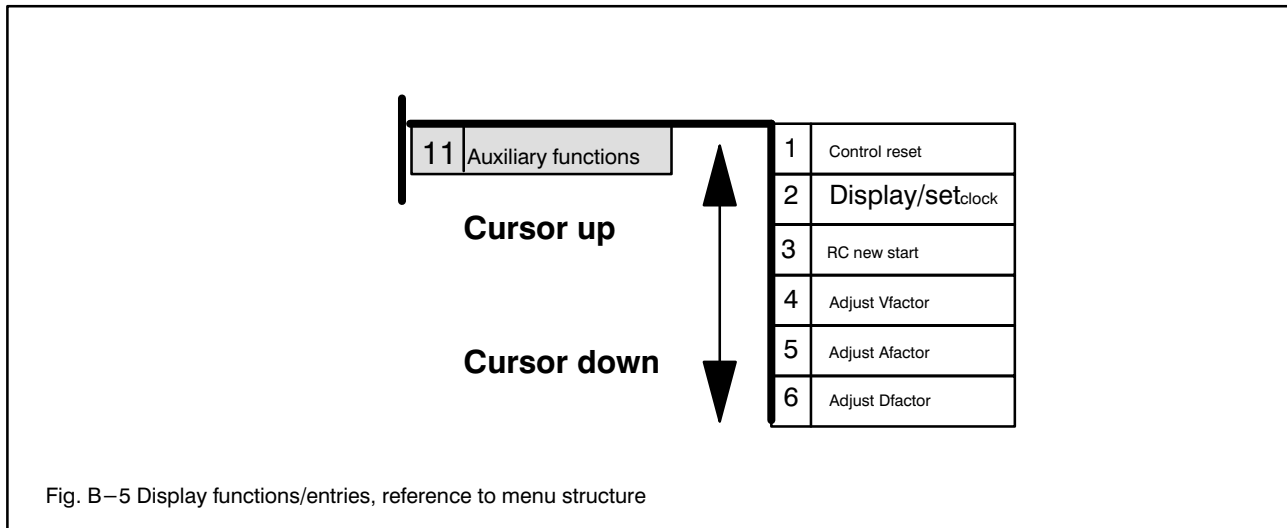 11 Auxiliary functions
Cursor up
Cursor down
1 Control reset
2 Display/setclock
3 RC new start
4 Adjust Vfactor
5 Adjust Afactor
6 Adjust Dfactor
Fig. B−5 Display functions/entries, reference to menu structure